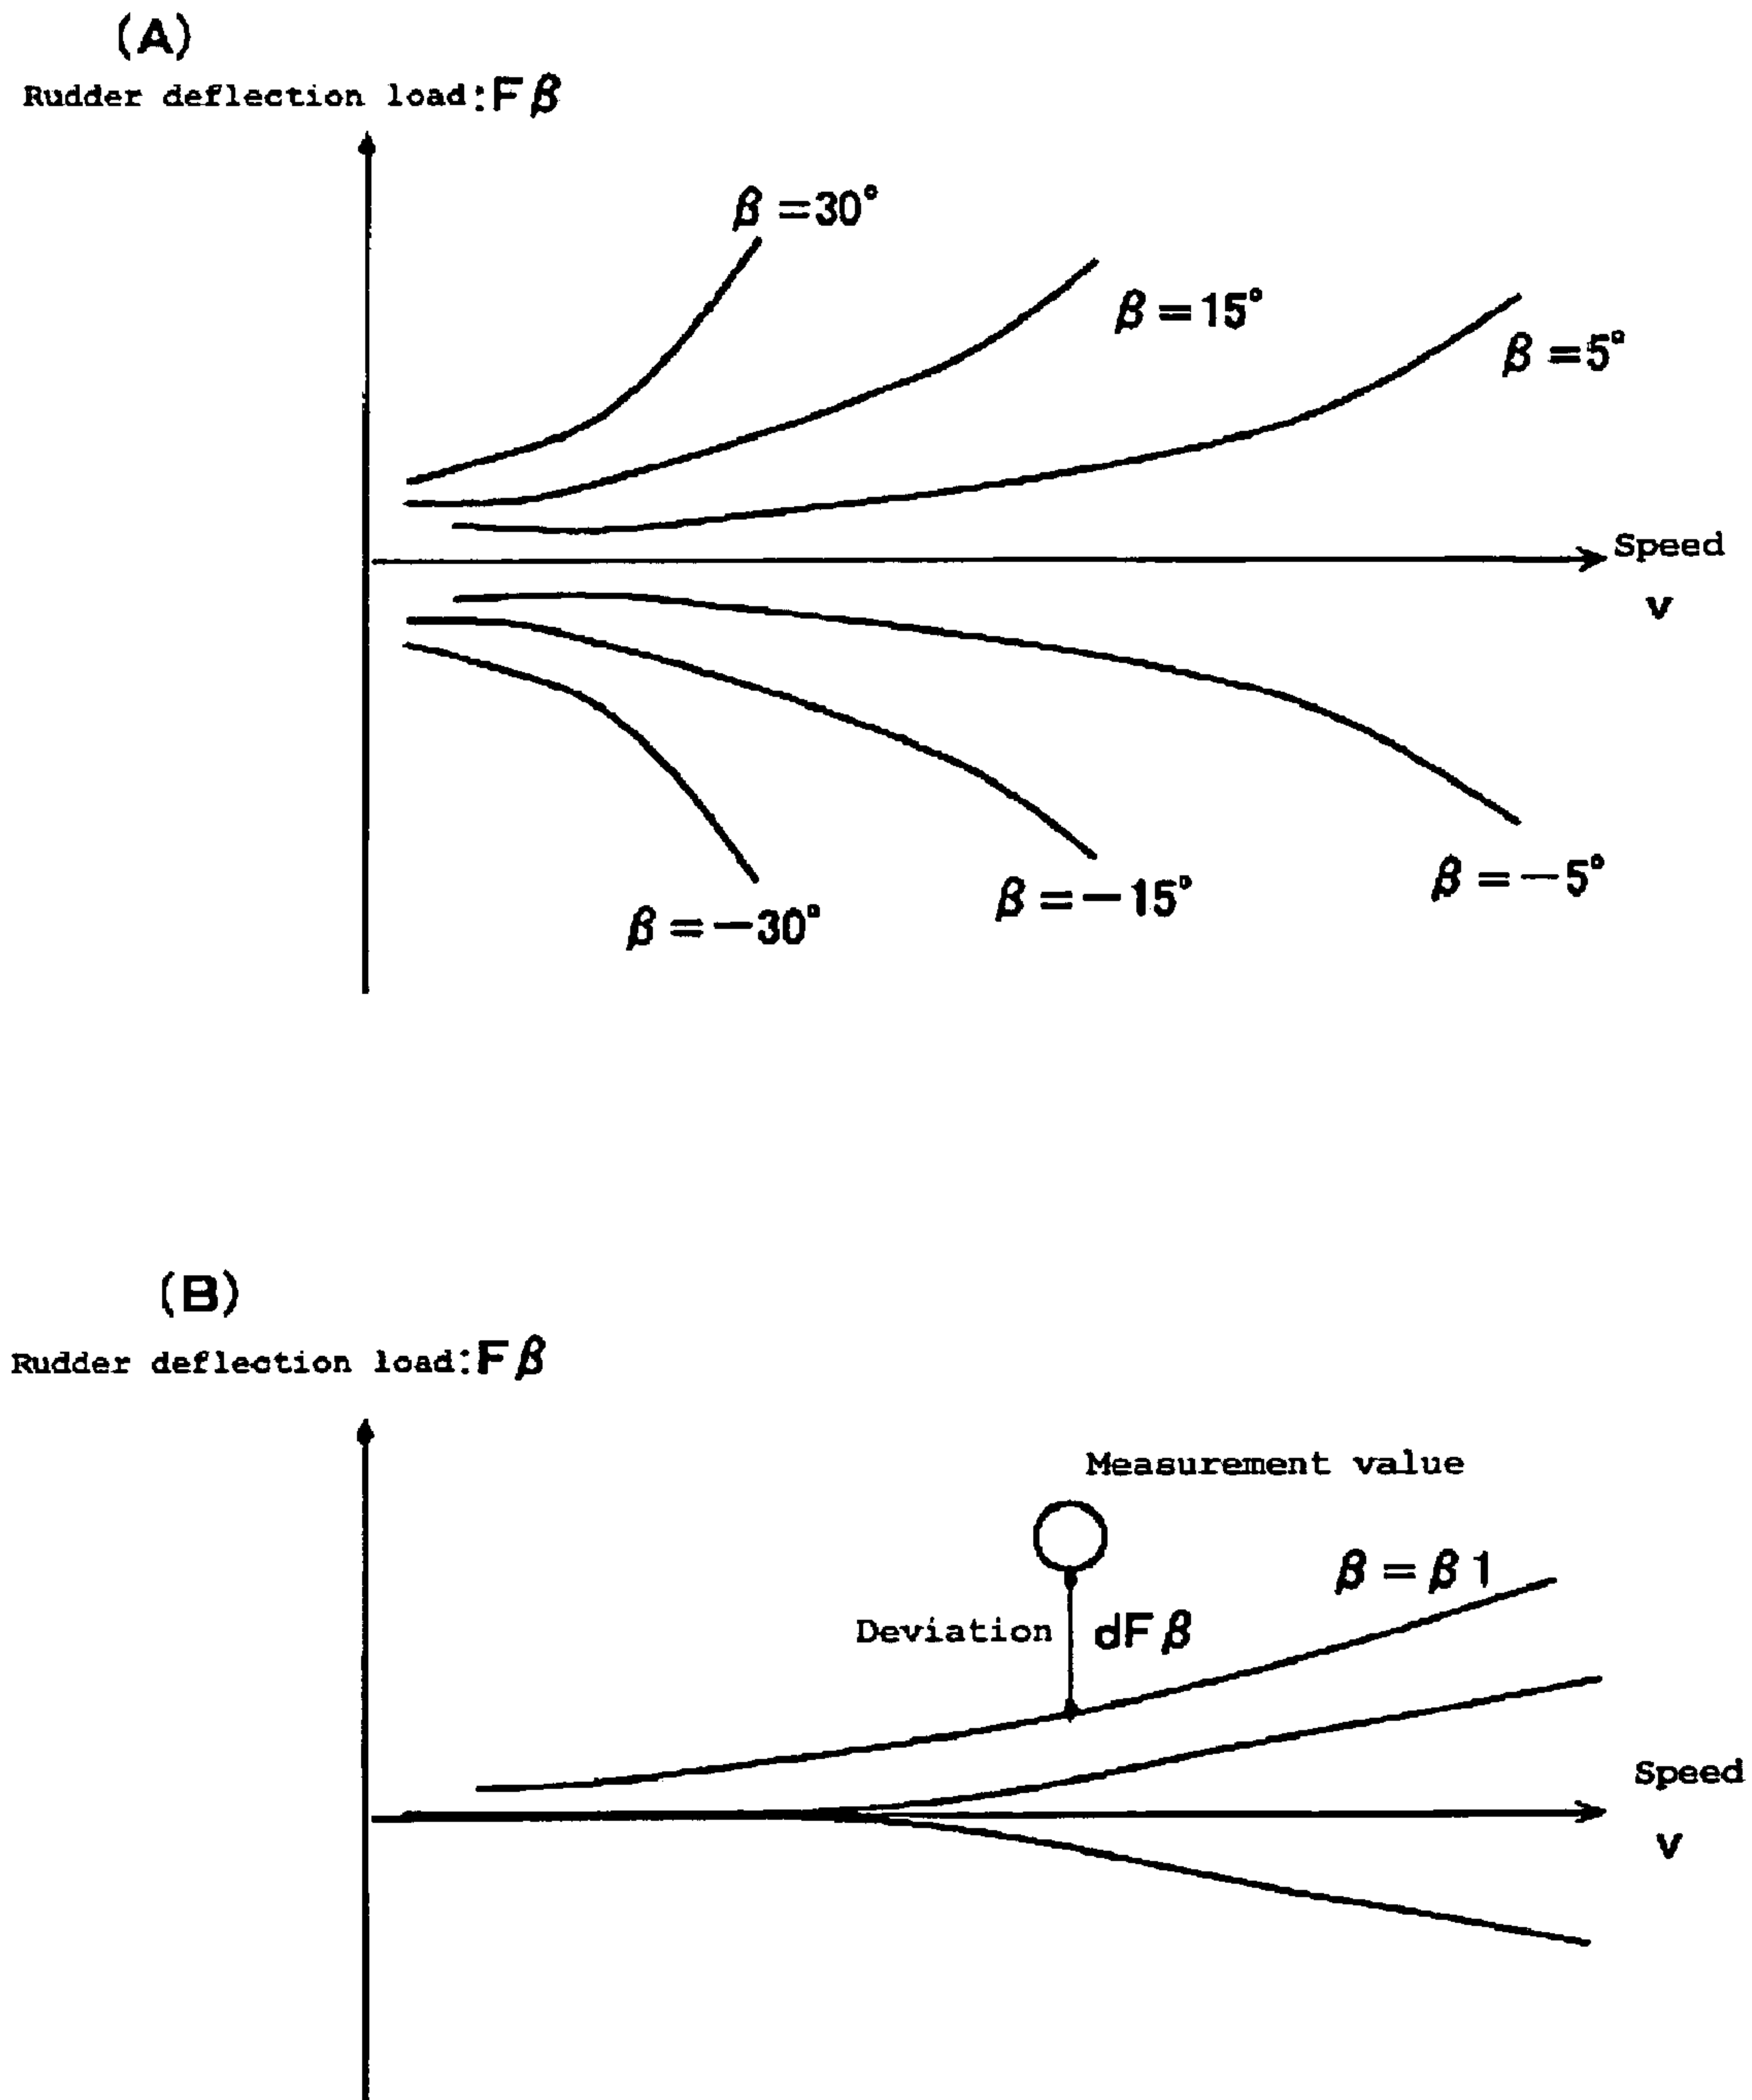 (A)
Rudder deflection load:Fβ
β=30°
β=15°
β=5°
Speed
v
β=-5°
β=-15°
β=-30°
(B)
Rudder deflection load:Fβ
Measurement value
β=β1
Deviation dFβ
Speed
v